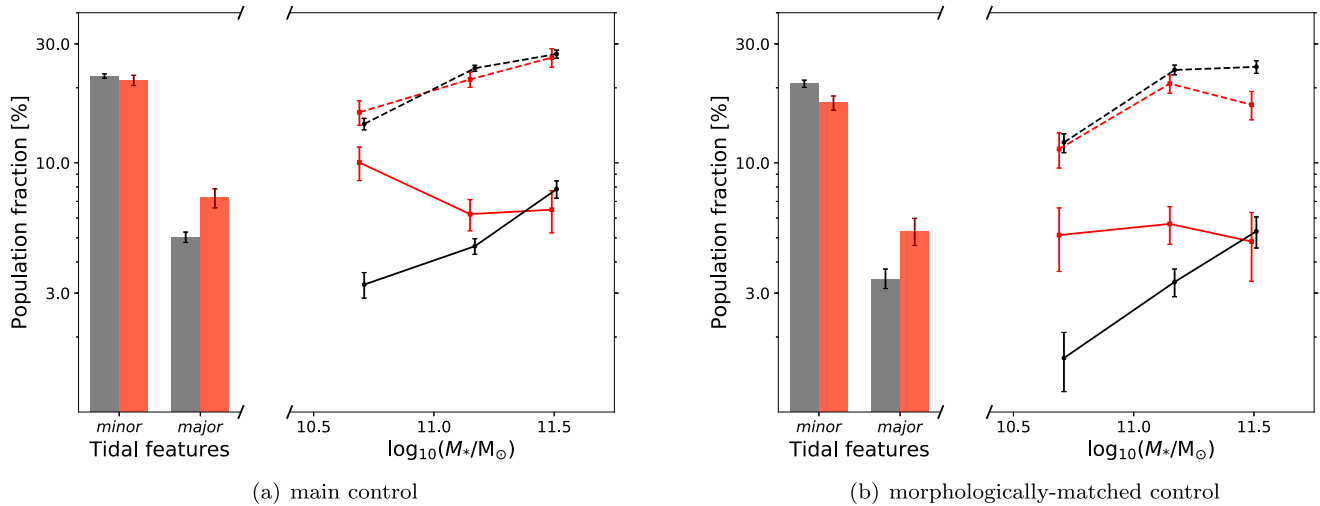 Population fraction [%]
30.0
10.0
3.0
minor
major
Tidal features
10.5
11.0
11.5
log₁₀(M*/M⊙)
(a) main control
Population fraction [%]
30.0
10.0
3.0
minor
major
Tidal features
10.5
11.0
11.5
log₁₀(M*/M⊙)
(b) morphologically-matched control